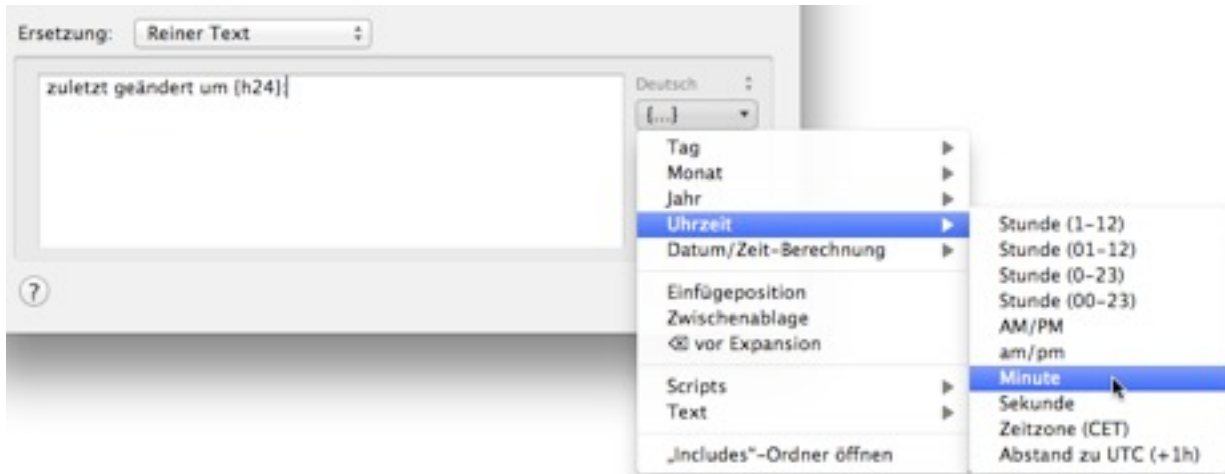 Ersetzung: Reiner Text
zuletzt geändert um {h24}:
Deutsch
{...}
Tag
Monat
Jahr
Uhrzeit
Datum/Zeit-Berechnung
Einfügeposition
Zwischenablage
⌫ vor Expansion
Scripts
Text
„Includes“-Ordner öffnen
Stunde (1-12)
Stunde (01-12)
Stunde (0-23)
Stunde (00-23)
AM/PM
am/pm
Minute
Sekunde
Zeitzone (CET)
Abstand zu UTC (+1h)
?